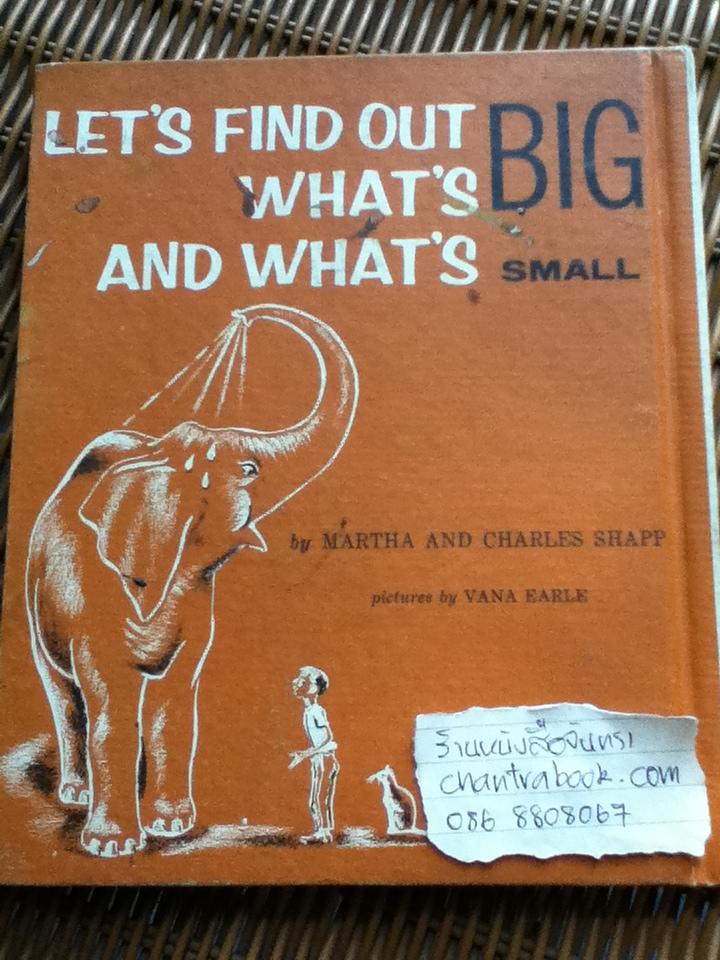 LET'S FIND OUT BIG
WHAT'S
AND WHAT'S SMALL
by MARTHA AND CHARLES SHAPP
pictures by VANA EARLE
ร้านหนังสือจันทรา
chantrabook.com
086 8808067